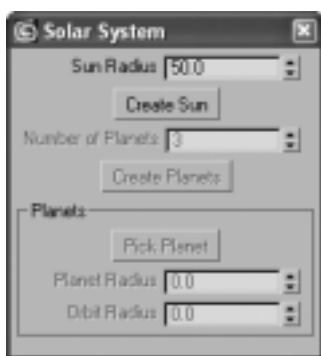 Solar System
Sun Radius 50.0
Create Sun
Number of Planets 3
Create Planets
Planets
Pick Planet
Planet Radius 0.0
Orbit Radius 0.0